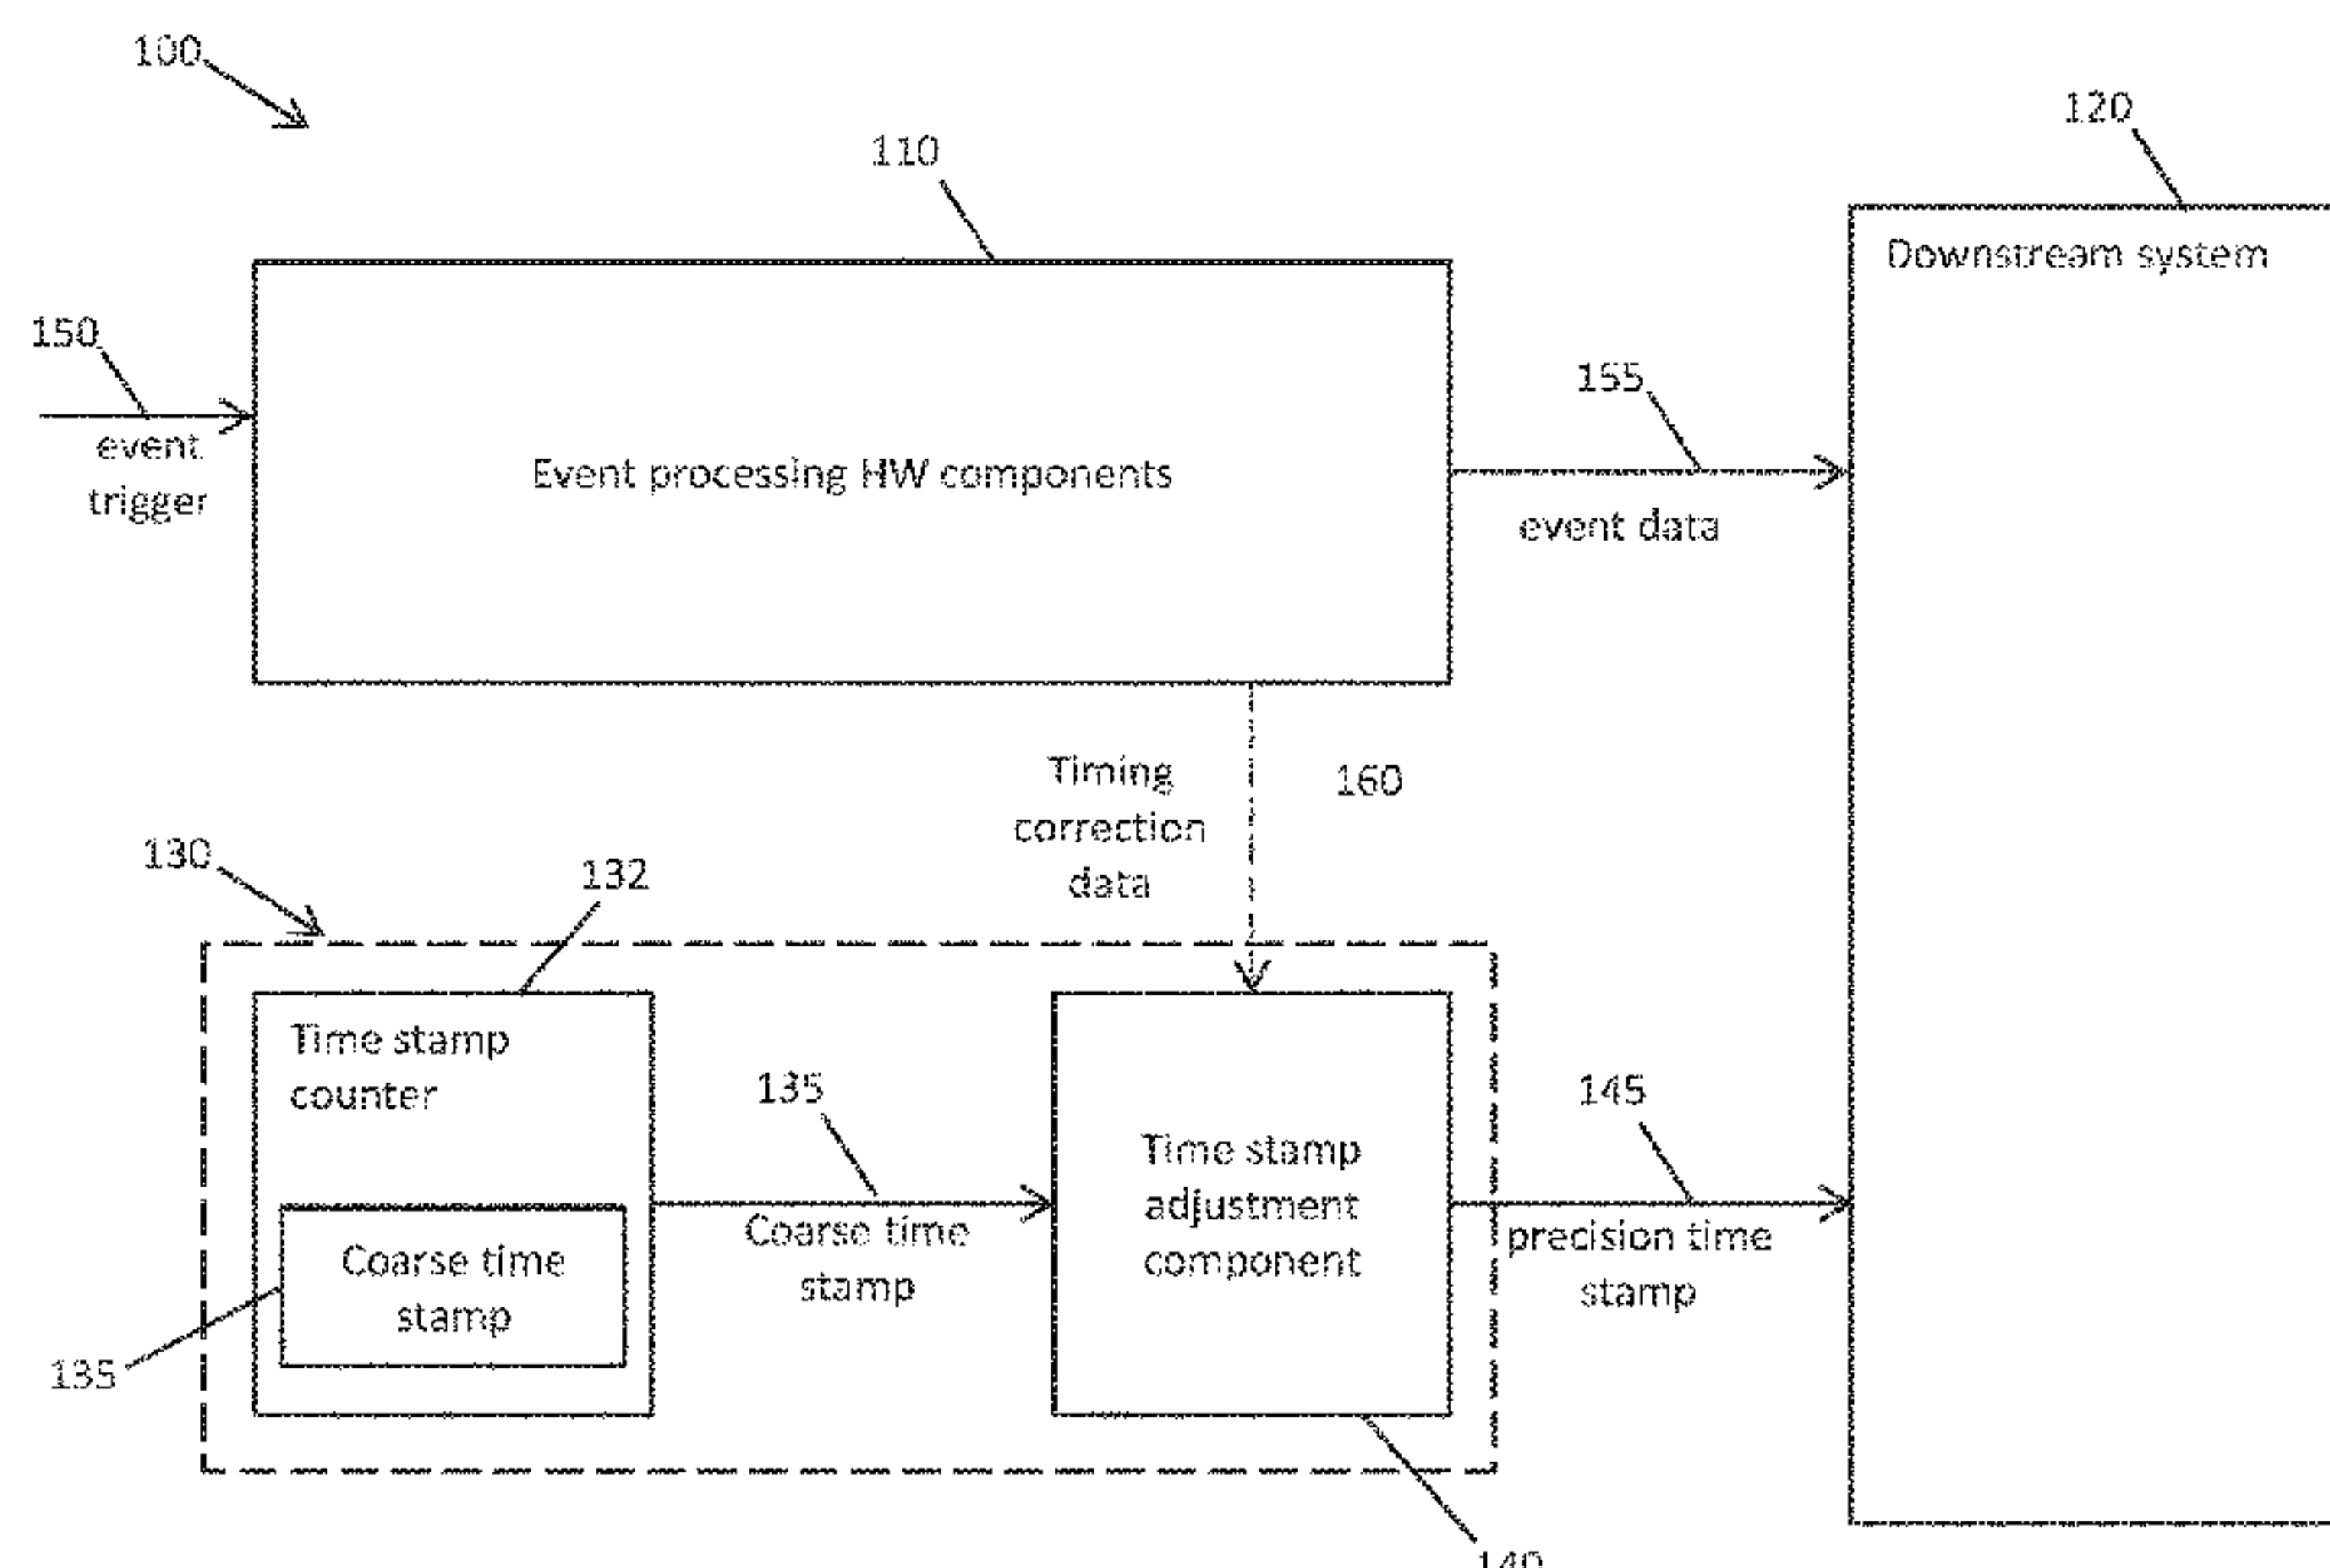 100
120
110
Downstream system
150
155
event
trigger
Event processing HW components
event data
Timing
correction
data
160
130
132
Time stamp
counter
135
145
Time stamp
adjustment
component
Coarse time
stamp
precision time
stamp
Coarse time
stamp
135
140